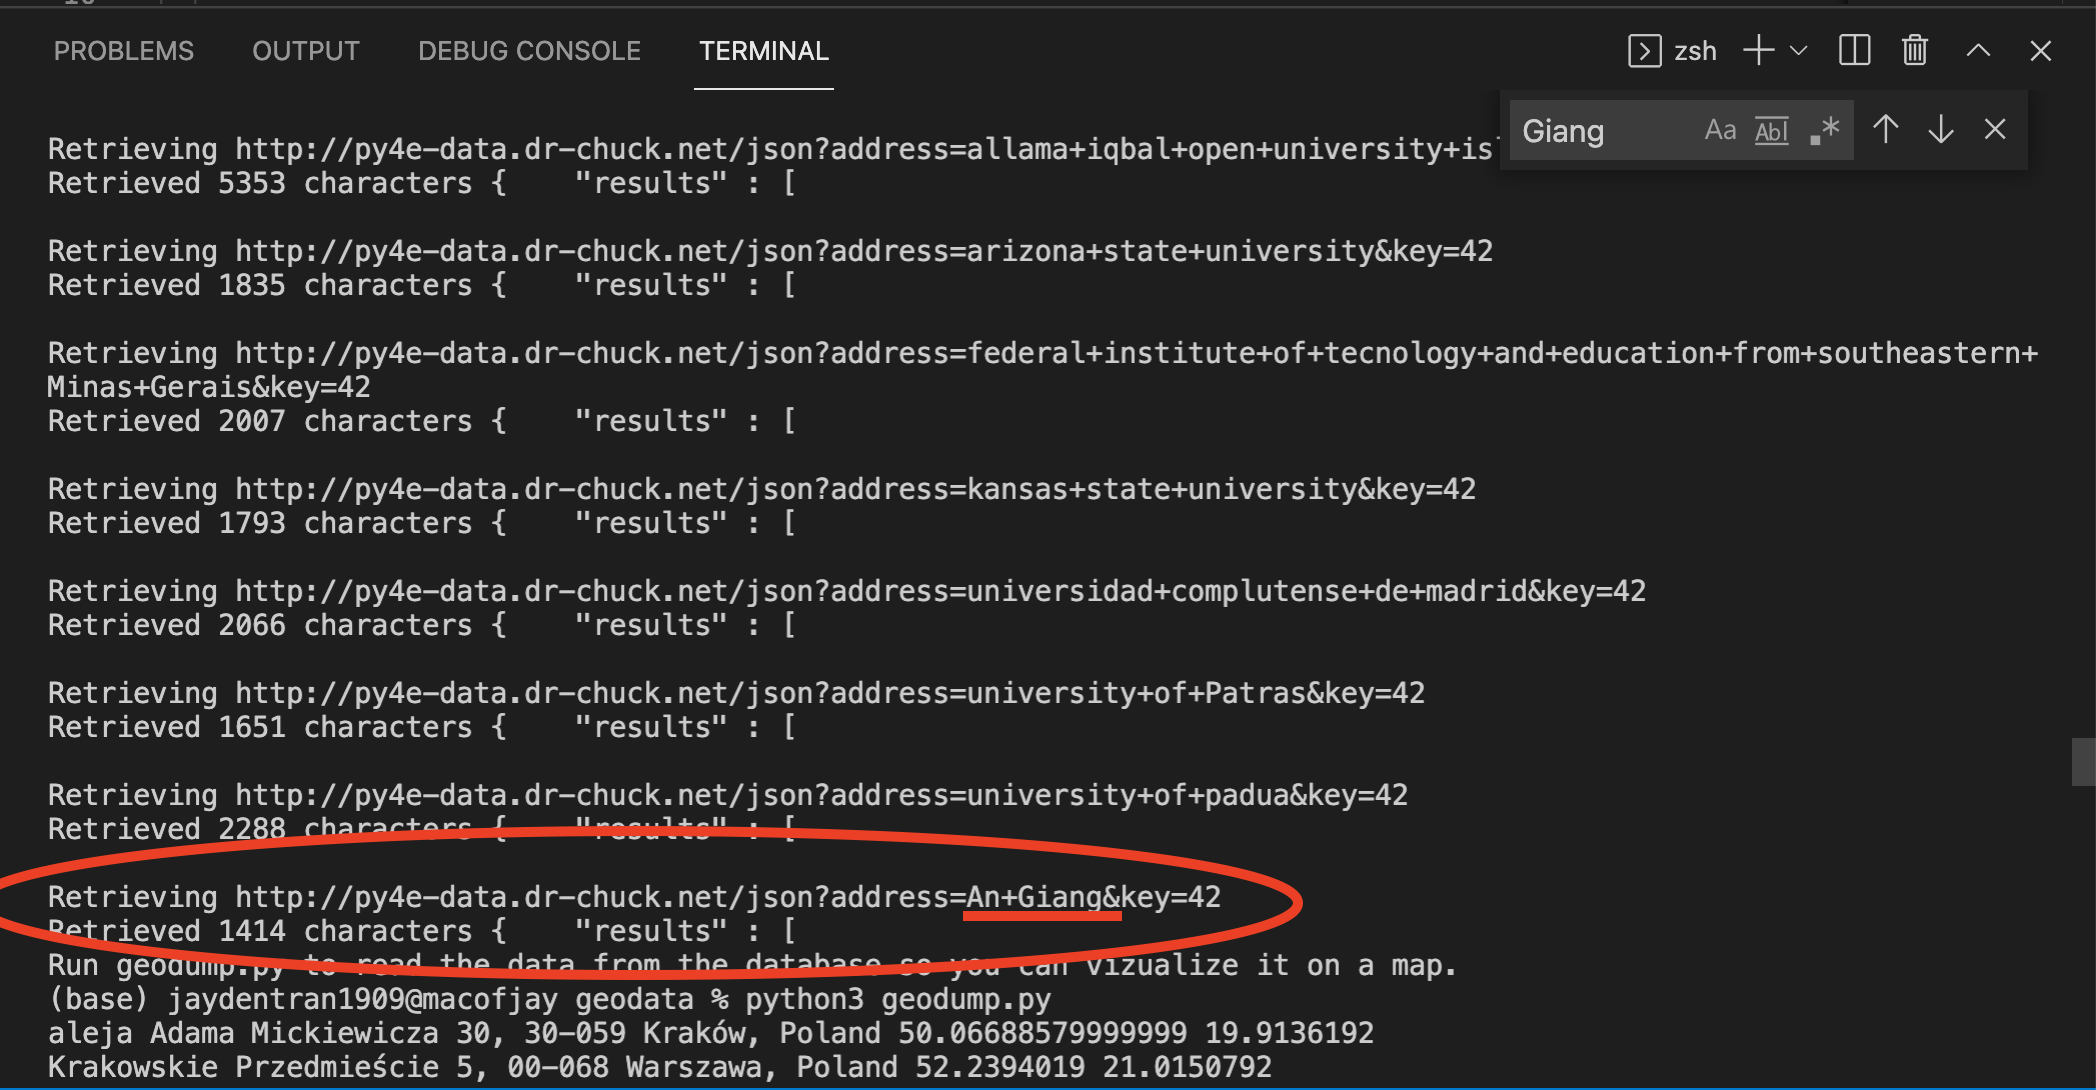 PROBLEMS OUTPUT DEBUG CONSOLE TERMINAL zsh
Giang Aa Abl .*
Retrieving http://py4e-data.dr-chuck.net/json?address=allama+iqbal+open+university+is
Retrieved 5353 characters {    "results" : [
Retrieving http://py4e-data.dr-chuck.net/json?address=arizona+state+university&key=42
Retrieved 1835 characters {    "results" : [
Retrieving http://py4e-data.dr-chuck.net/json?address=federal+institute+of+tecnology+and+education+from+southeastern+
Minas+Gerais&key=42
Retrieved 2007 characters {    "results" : [
Retrieving http://py4e-data.dr-chuck.net/json?address=kansas+state+university&key=42
Retrieved 1793 characters {    "results" : [
Retrieving http://py4e-data.dr-chuck.net/json?address=universidad+complutense+de+madrid&key=42
Retrieved 2066 characters {    "results" : [
Retrieving http://py4e-data.dr-chuck.net/json?address=university+of+Patras&key=42
Retrieved 1651 characters {    "results" : [
Retrieving http://py4e-data.dr-chuck.net/json?address=university+of+padua&key=42
Retrieved 2288 characters {    "results" : [
Retrieving http://py4e-data.dr-chuck.net/json?address=An+Giang&key=42
Retrieved 1414 characters {    "results" : [
Run geodump.py to read the data from the database so you can vizualize it on a map.
(base) jaydentran1909@macofjay geodata % python3 geodump.py
aleja Adama Mickiewicza 30, 30-059 Kraków, Poland 50.06688579999999 19.9136192
Krakowskie Przedmieście 5, 00-068 Warszawa, Poland 52.2394019 21.0150792